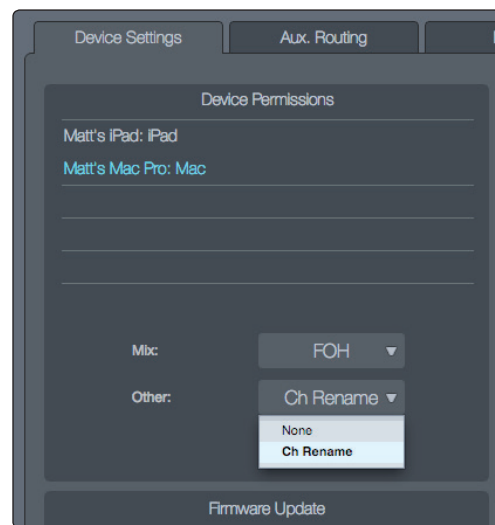 Device Settings Aux. Routing
Device Permissions
Matt's iPad: iPad
Matt's Mac Pro: Mac
Mix: FOH
Other: Ch Rename
None
Ch Rename
Firmware Update